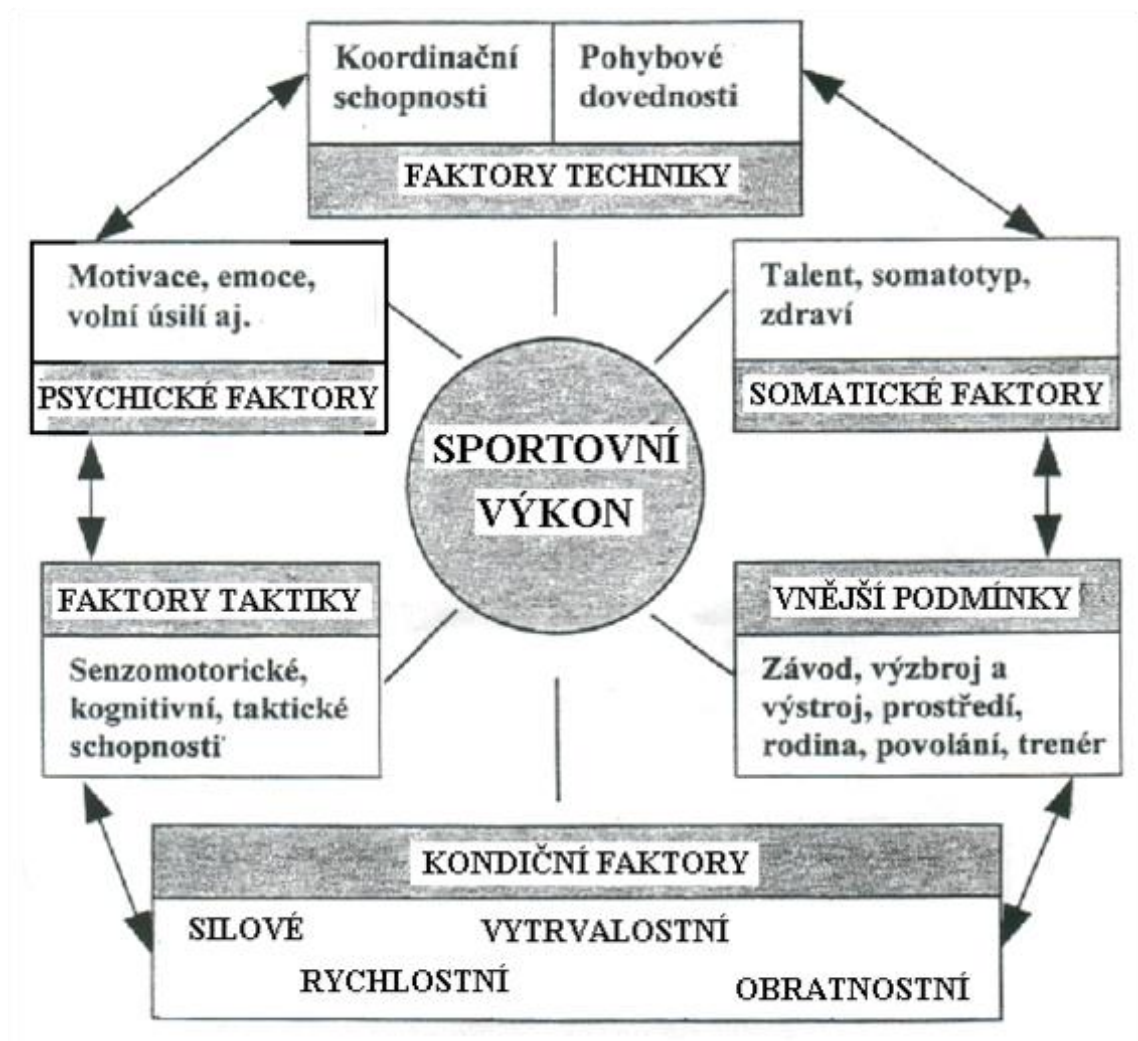 Koordinační
schopnosti
Pohybové
dovednosti
FAKTORY TECHNIKY
Motivace, emoce,
volní úsilí aj.
PSYCHICKÉ FAKTORY
Talent, somatotyp,
zdraví
SOMATICKÉ FAKTORY
SPORTOVNÍ
VÝKON
FAKTORY TAKTIKY
Senzomotorické,
kognitivní, taktické
schopnosti
VNĚJŠÍ PODMÍNKY
Závod, výzbroj a
výstroj, prostředí,
rodina, povolání, trenér
KONDIČNÍ FAKTORY
SILOVÉ
VYTRVALOSTNÍ
RYCHLOSTNÍ
OBRATNOSTNÍ